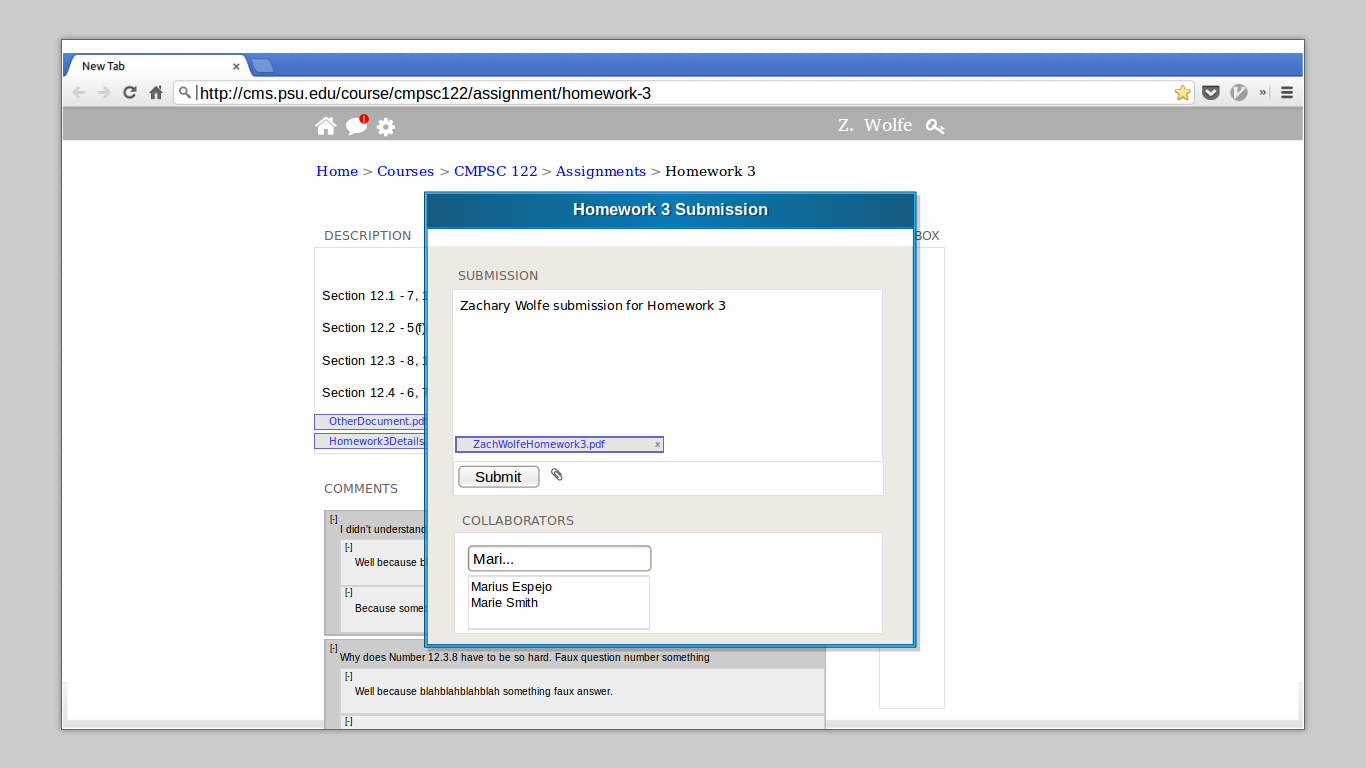 New Tab ×
http://cms.psu.edu/course/cmpsc122/assignment/homework-3 »
! Z. Wolfe
Home > Courses > CMPSC 122 > Assignments > Homework 3
Homework 3 Submission
DESCRIPTION
BOX
SUBMISSION
Section 12.1 - 7,
Zachary Wolfe submission for Homework 3
Section 12.2 - 5(f)
Section 12.3 - 8,
Section 12.4 - 6,
OtherDocument.pd
Homework3Details
ZachWolfeHomework3.pdf x
Submit
COMMENTS
COLLABORATORS
[-]
I didn't understand
[-]
Well because b
[-]
Because some
Mari...
Marius Espejo
Marie Smith
[-]
Why does Number 12.3.8 have to be so hard. Faux question number something
[-]
Well because blahblahblahblah something faux answer.
[-]